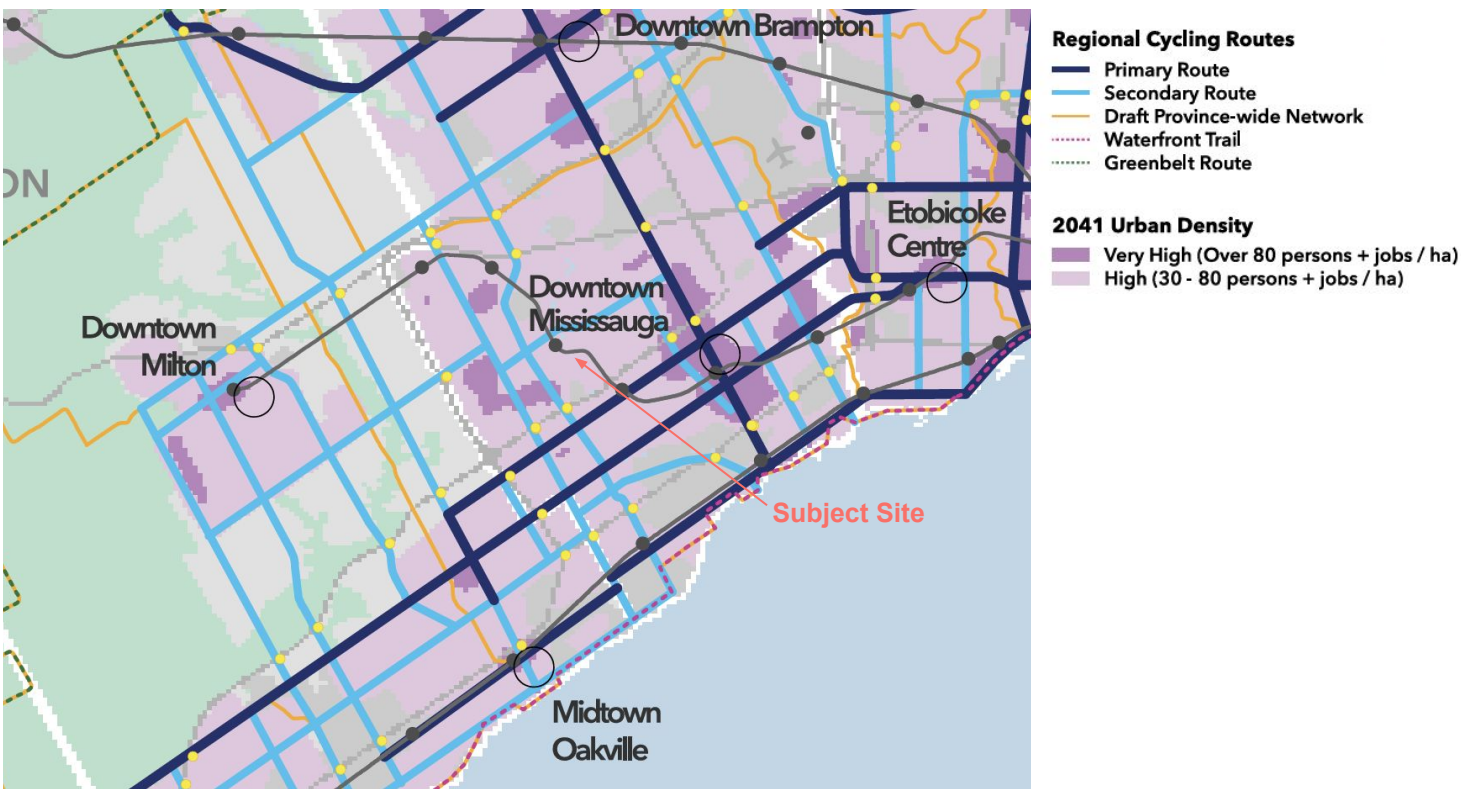 Downtown Brampton
ON
Etobicoke
Centre
Downtown
Mississauga
Downtown
Milton
Subject Site
Midtown
Oakville
Regional Cycling Routes
Primary Route
Secondary Route
Draft Province-wide Network
Waterfront Trail
Greenbelt Route
2041 Urban Density
Very High (Over 80 persons + jobs / ha)
High (30 - 80 persons + jobs / ha)